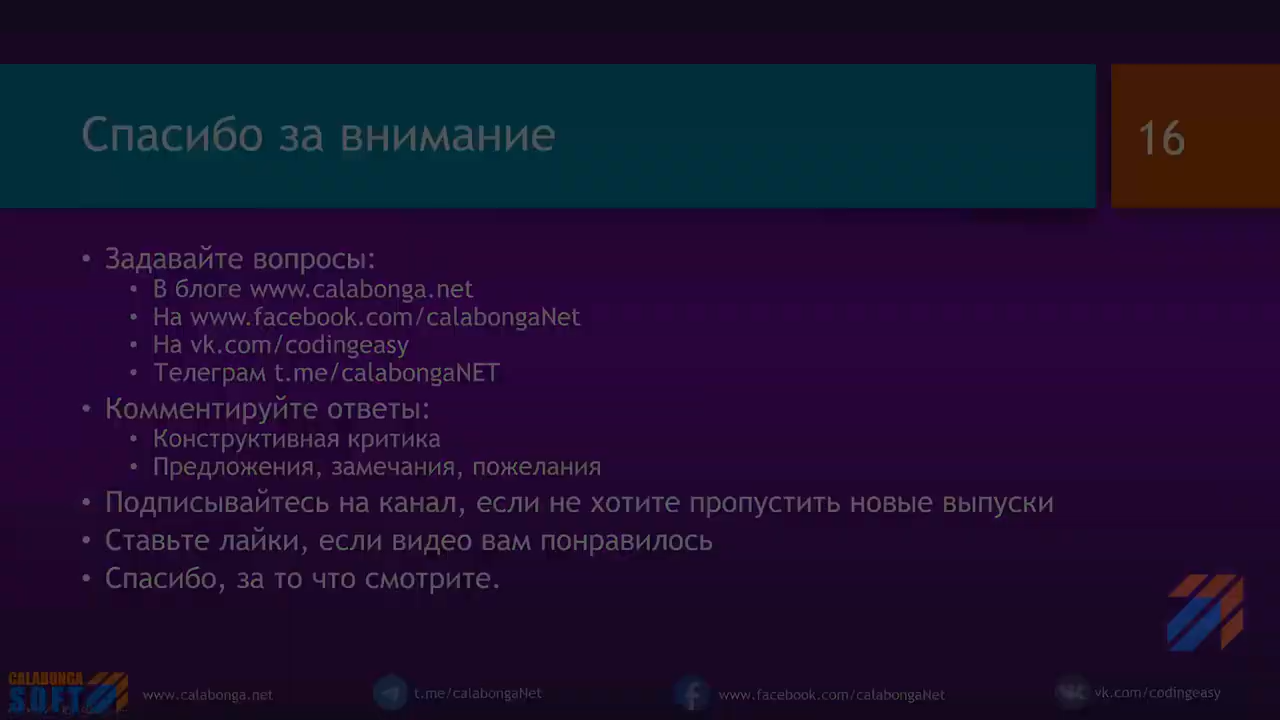 Спасибо за внимание
16
• Задавайте вопросы:
• В блоге www.calabonga.net
• На www.facebook.com/calabongaNet
• На vk.com/codingeasy
• Телеграм t.me/calabongaNET
• Комментируйте ответы:
• Конструктивная критика
• Предложения, замечания, пожелания
• Подписывайтесь на канал, если не хотите пропустить новые выпуски
• Ставьте лайки, если видео вам понравилось
• Спасибо, за то что смотрите.
CALABONGA
SOFT
www.calabonga.net
t.me/calabongaNet
www.facebook.com/calabongaNet
vk.com/codingeasy